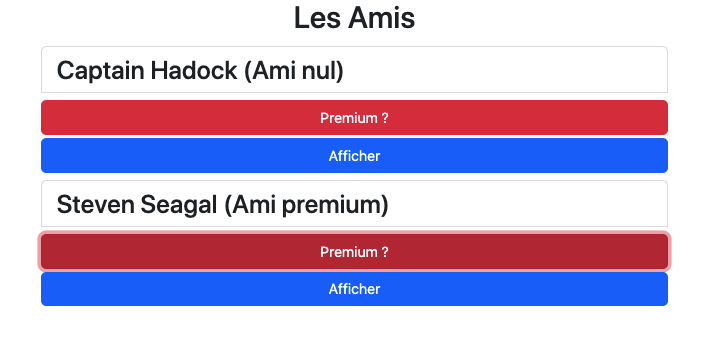 Les Amis
Captain Hadock (Ami nul)
Premium ?
Afficher
Steven Seagal (Ami premium)
Premium ?
Afficher